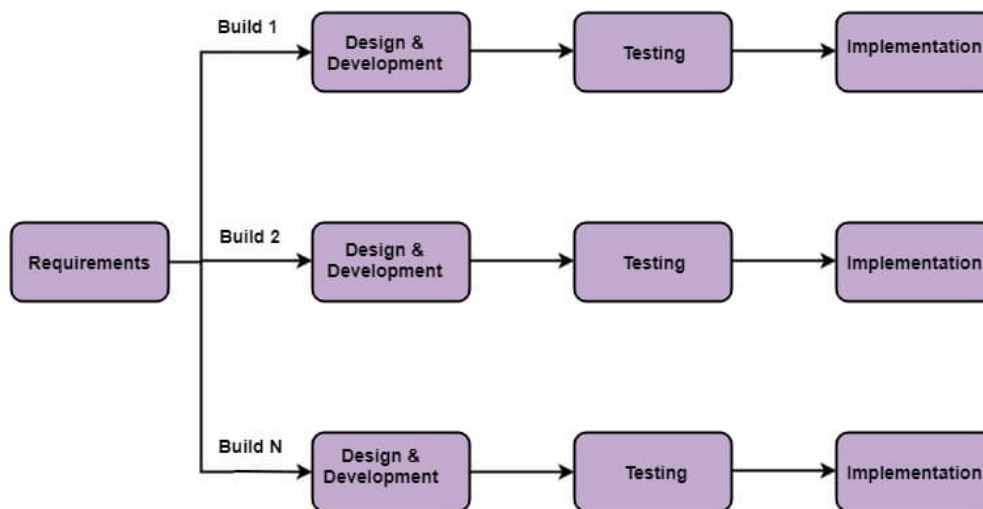 Build 1
Design &
Development
Testing
Implementation
Requirements
Build 2
Design &
Development
Testing
Implementation
Build N
Design &
Development
Testing
Implementation